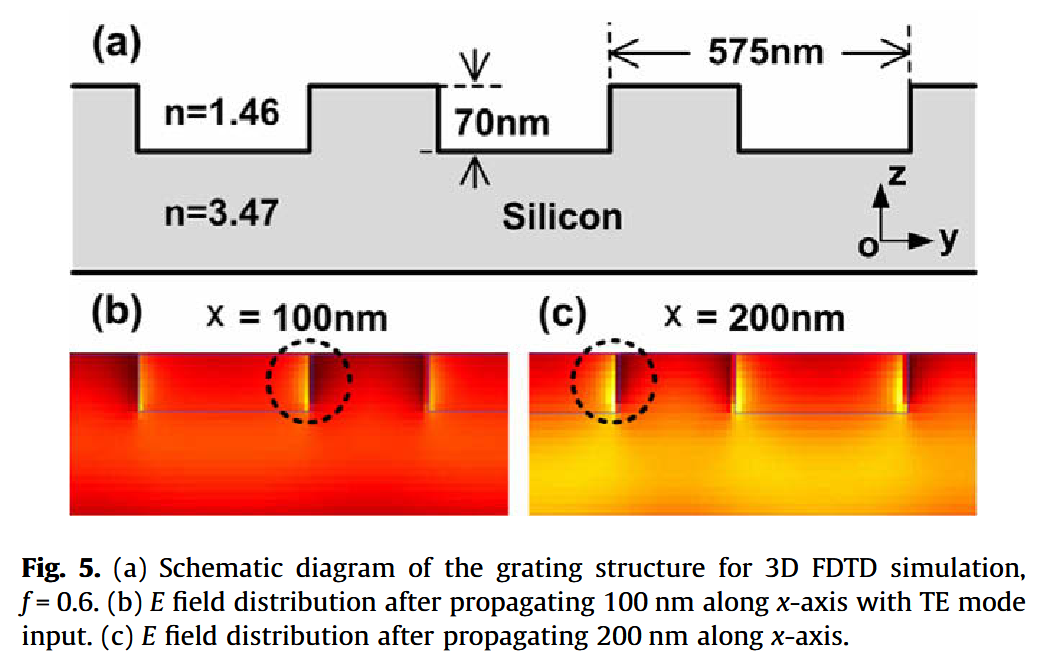 (a)
575nm
n=1.46
70nm
z
n=3.47
Silicon
o
y
(b) x = 100nm
(c) x = 200nm
Fig. 5. (a) Schematic diagram of the grating structure for 3D FDTD simulation,
f = 0.6. (b) E field distribution after propagating 100 nm along x-axis with TE mode
input. (c) E field distribution after propagating 200 nm along x-axis.